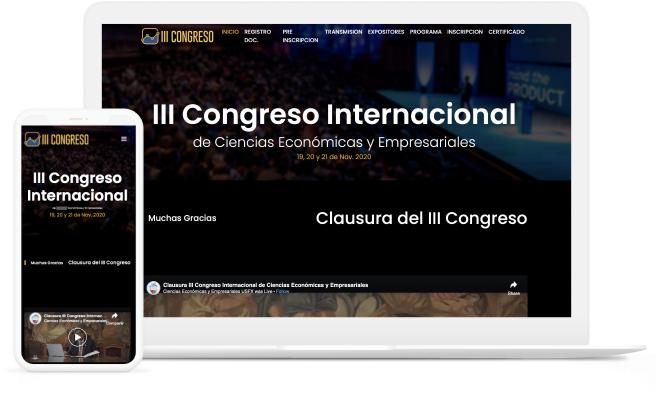 III CONGRESO
INICIO REGISTRO DOC. PRE INSCRIPCION TRANSMISION EXPOSITORES PROGRAMA INSCRIPCION CERTIFICADO
mind the
PRODUCT
III Congreso Internacional
de Ciencias Económicas y Empresariales
19, 20 y 21 de Nov. 2020
Muchas Gracias
Clausura del III Congreso
Clausura III Congreso Internacional de Ciencias Económicas y Empresariales
Ciencias Económicas y Empresariales USFX was Live • Follow
Share
III CONGRESO
III Congreso
Internacional
19, 20 y 21 de Nov. 2020
Muchas Gracias
Clausura del III Congreso
Clausura III Congreso Internac
Ciencias Económicas y Empresariales
Compartir